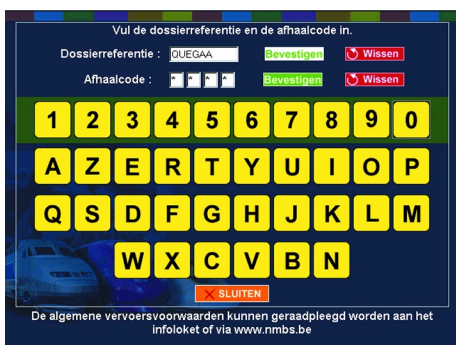 Vul de dossierreferentie en de afhaalcode in.
Dossierreferentie : QUEGAA Bevestigen Wissen
Afhaalcode : * * * * Bevestigen Wissen
1 2 3 4 5 6 7 8 9 0
A Z E R T Y U I O P
Q S D F G H J K L M
W X C V B N
SLUITEN
De algemene vervoersvoorwaarden kunnen geraadpleegd worden aan het
infoloket of via www.nmbs.be